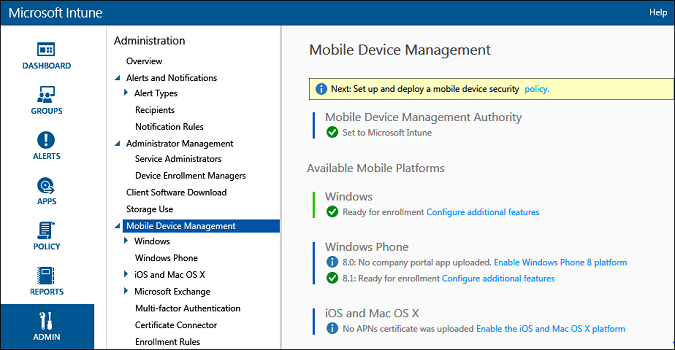 Microsoft Intune
Help
DASHBOARD
GROUPS
ALERTS
APPS
POLICY
REPORTS
ADMIN
Administration
Overview
Alerts and Notifications
Alert Types
Recipients
Notification Rules
Administrator Management
Service Administrators
Device Enrollment Managers
Client Software Download
Storage Use
Mobile Device Management
Windows
Windows Phone
iOS and Mac OS X
Microsoft Exchange
Multi-factor Authentication
Certificate Connector
Enrollment Rules
Mobile Device Management
Next: Set up and deploy a mobile device security policy.
Mobile Device Management Authority
Set to Microsoft Intune
Available Mobile Platforms
Windows
Ready for enrollment Configure additional features
Windows Phone
8.0: No company portal app uploaded. Enable Windows Phone 8 platform
8.1: Ready for enrollment Configure additional features
iOS and Mac OS X
No APNs certificate was uploaded Enable the iOS and Mac OS X platform